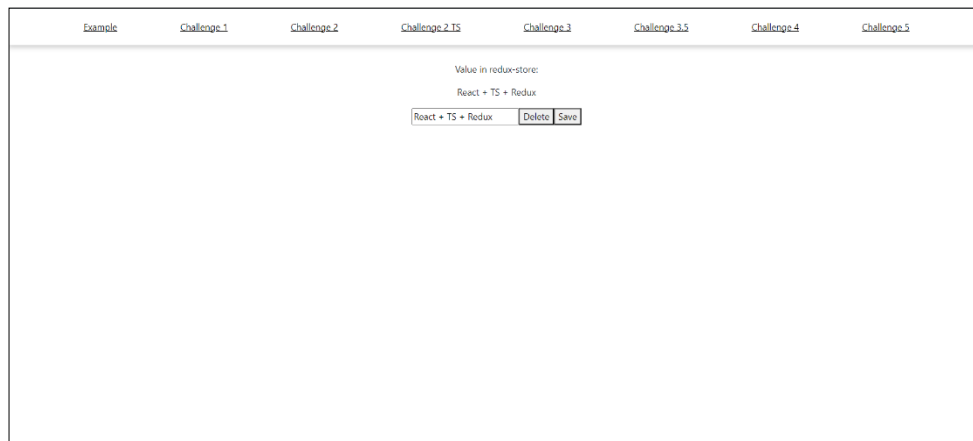 Example Challenge 1 Challenge 2 Challenge 2 TS Challenge 3 Challenge 3.5 Challenge 4 Challenge 5
Value in redux-store:
React + TS + Redux
React + TS + Redux Delete Save